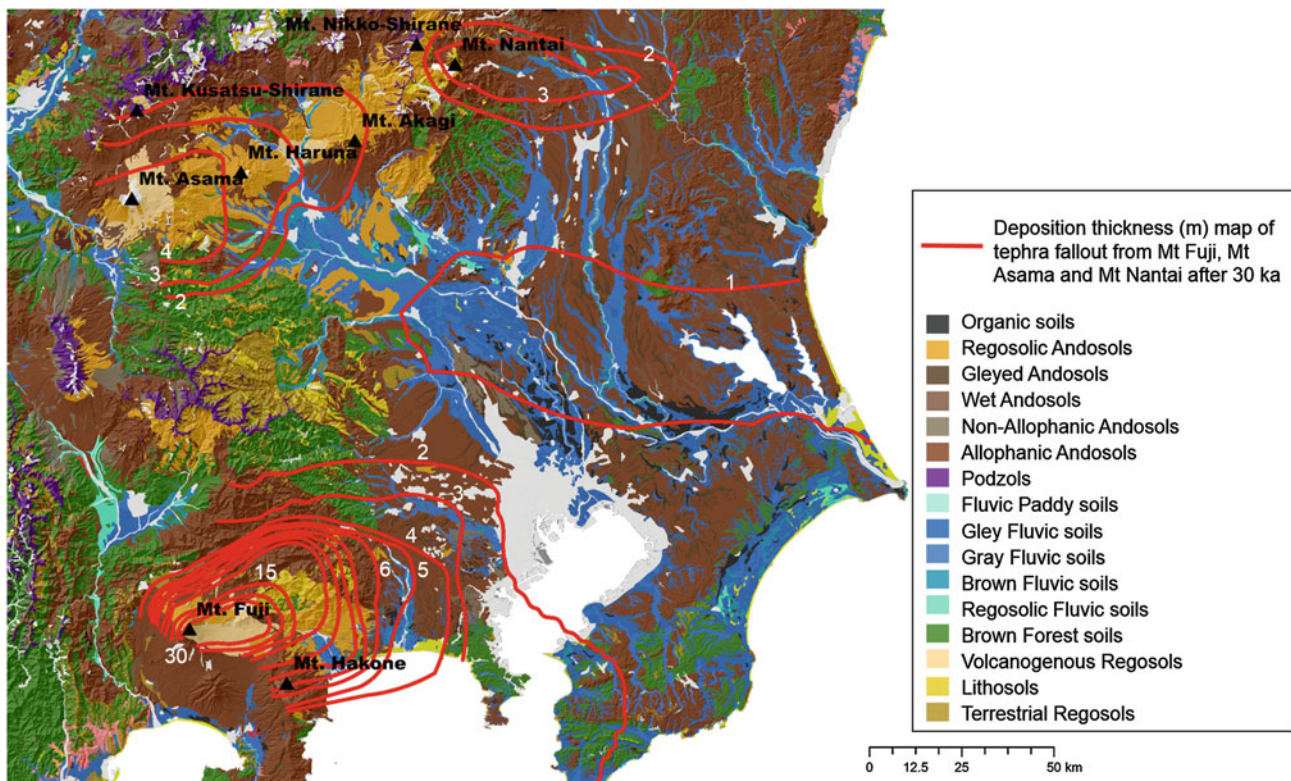 Mt. Nikko-Shirane
Mt. Nantai
2
3
Mt. Kusatsu-Shirane
Mt. Akagi
Mt. Haruna
Mt. Asama
4
3
2
1
1
2
3
4
15
6
5
Mt. Fuji
30
Mt. Hakone
Deposition thickness (m) map of
tephra fallout from Mt Fuji, Mt
Asama and Mt Nantai after 30 ka
Organic soils
Regosolic Andosols
Gleyed Andosols
Wet Andosols
Non-Allophanic Andosols
Allophanic Andosols
Podzols
Fluvic Paddy soils
Gley Fluvic soils
Gray Fluvic soils
Brown Fluvic soils
Regosolic Fluvic soils
Brown Forest soils
Volcanogenous Regosols
Lithosols
Terrestrial Regosols
0 12.5 25 50 km